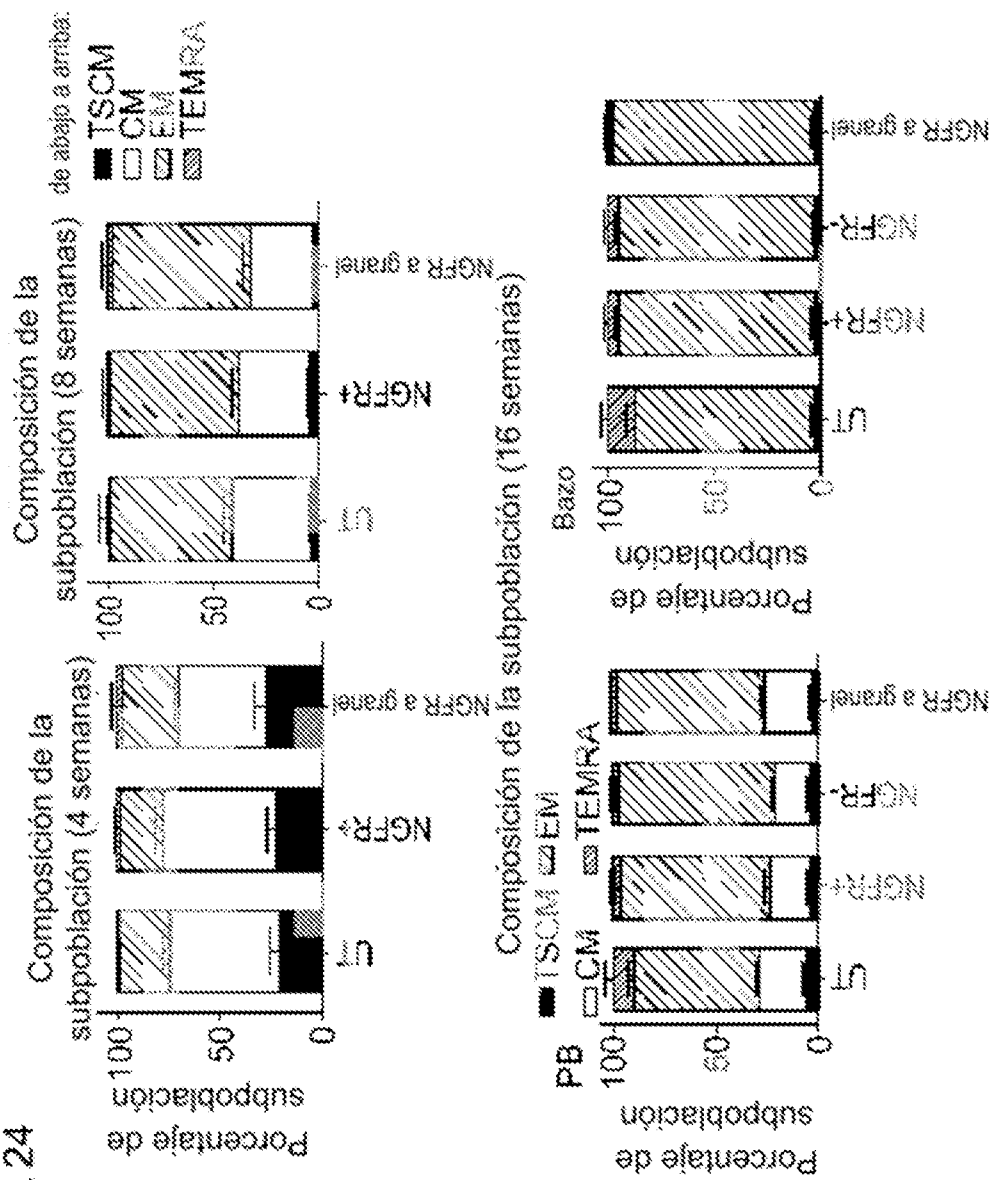 24
Composición de la
subpoblación (4 semanas)
Porcentaje de
subpoblación
100
50
0
UT
NGFR+
NGFR a granel
Composición de la
subpoblación (8 semanas)
100
50
0
UT
NGFR+
NGFR a granel
de abajo a arriba:
TSCM
CM
EM
TEMRA
Composición de la subpoblación (16 semanas)
PB
TSCM EM
CM TEMRA
Porcentaje de
subpoblación
100
50
0
UT
NGFR+
NGFR-
NGFR a granel
Bazo
Porcentaje de
subpoblación
100
50
0
UT
NGFR+
NGFR-
NGFR a granel